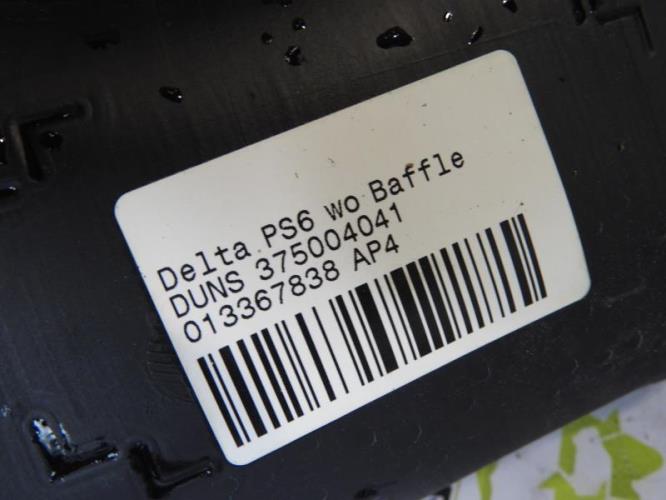 Delta PS6 wo Baffle
DUNS 375004041
013367838 AP4